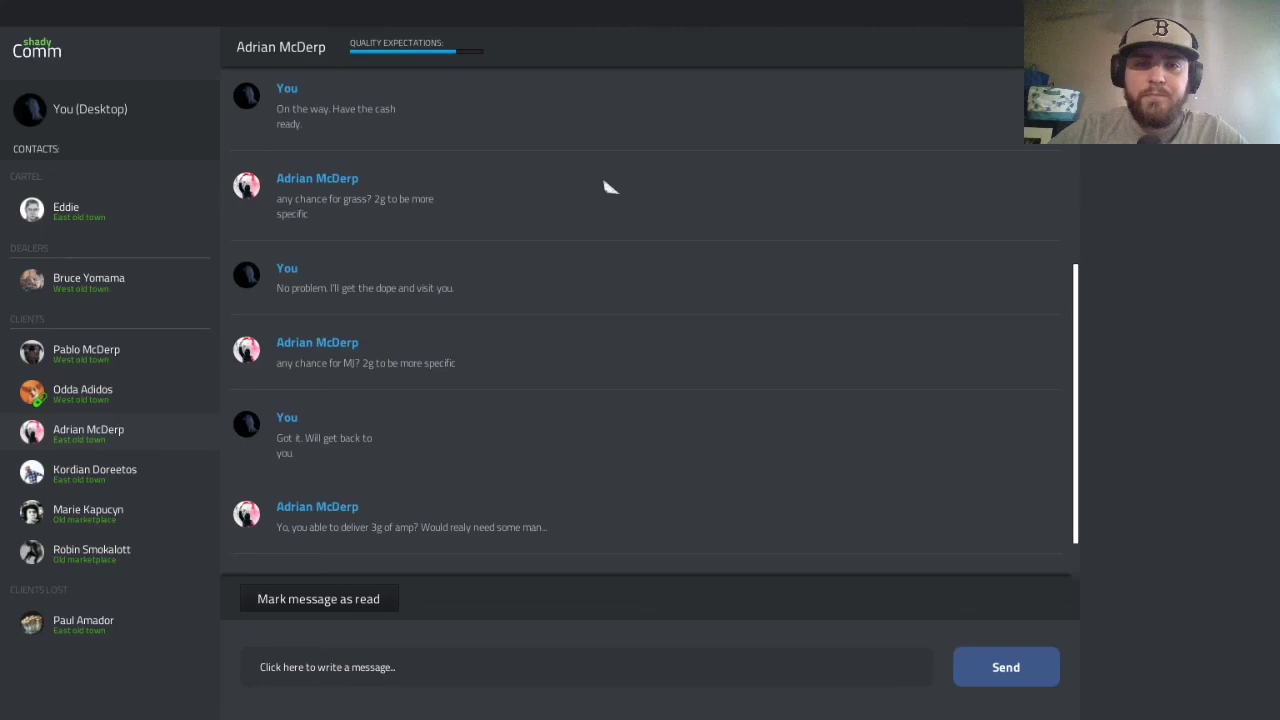 shady
Comm
You (Desktop)
CONTACTS:
CARTEL
Eddie
East old town
DEALERS
Bruce Yomama
West old town
CLIENTS
Pablo McDerp
West old town
Odda Adidos
West old town
Adrian McDerp
East old town
Kordian Doreetos
East old town
Marie Kapucyn
Old marketplace
Robin Smokalott
Old marketplace
CLIENTS LOST
Paul Amador
East old town
Adrian McDerp
QUALITY EXPECTATIONS:
You
On the way. Have the cash
ready.
Adrian McDerp
any chance for grass? 2g to be more
specific
You
No problem. I'll get the dope and visit you.
Adrian McDerp
any chance for MJ? 2g to be more specific
You
Got it. Will get back to
you.
Adrian McDerp
Yo, you able to deliver 3g of amp? Would realy need some man...
Mark message as read
Click here to write a message..
Send
B